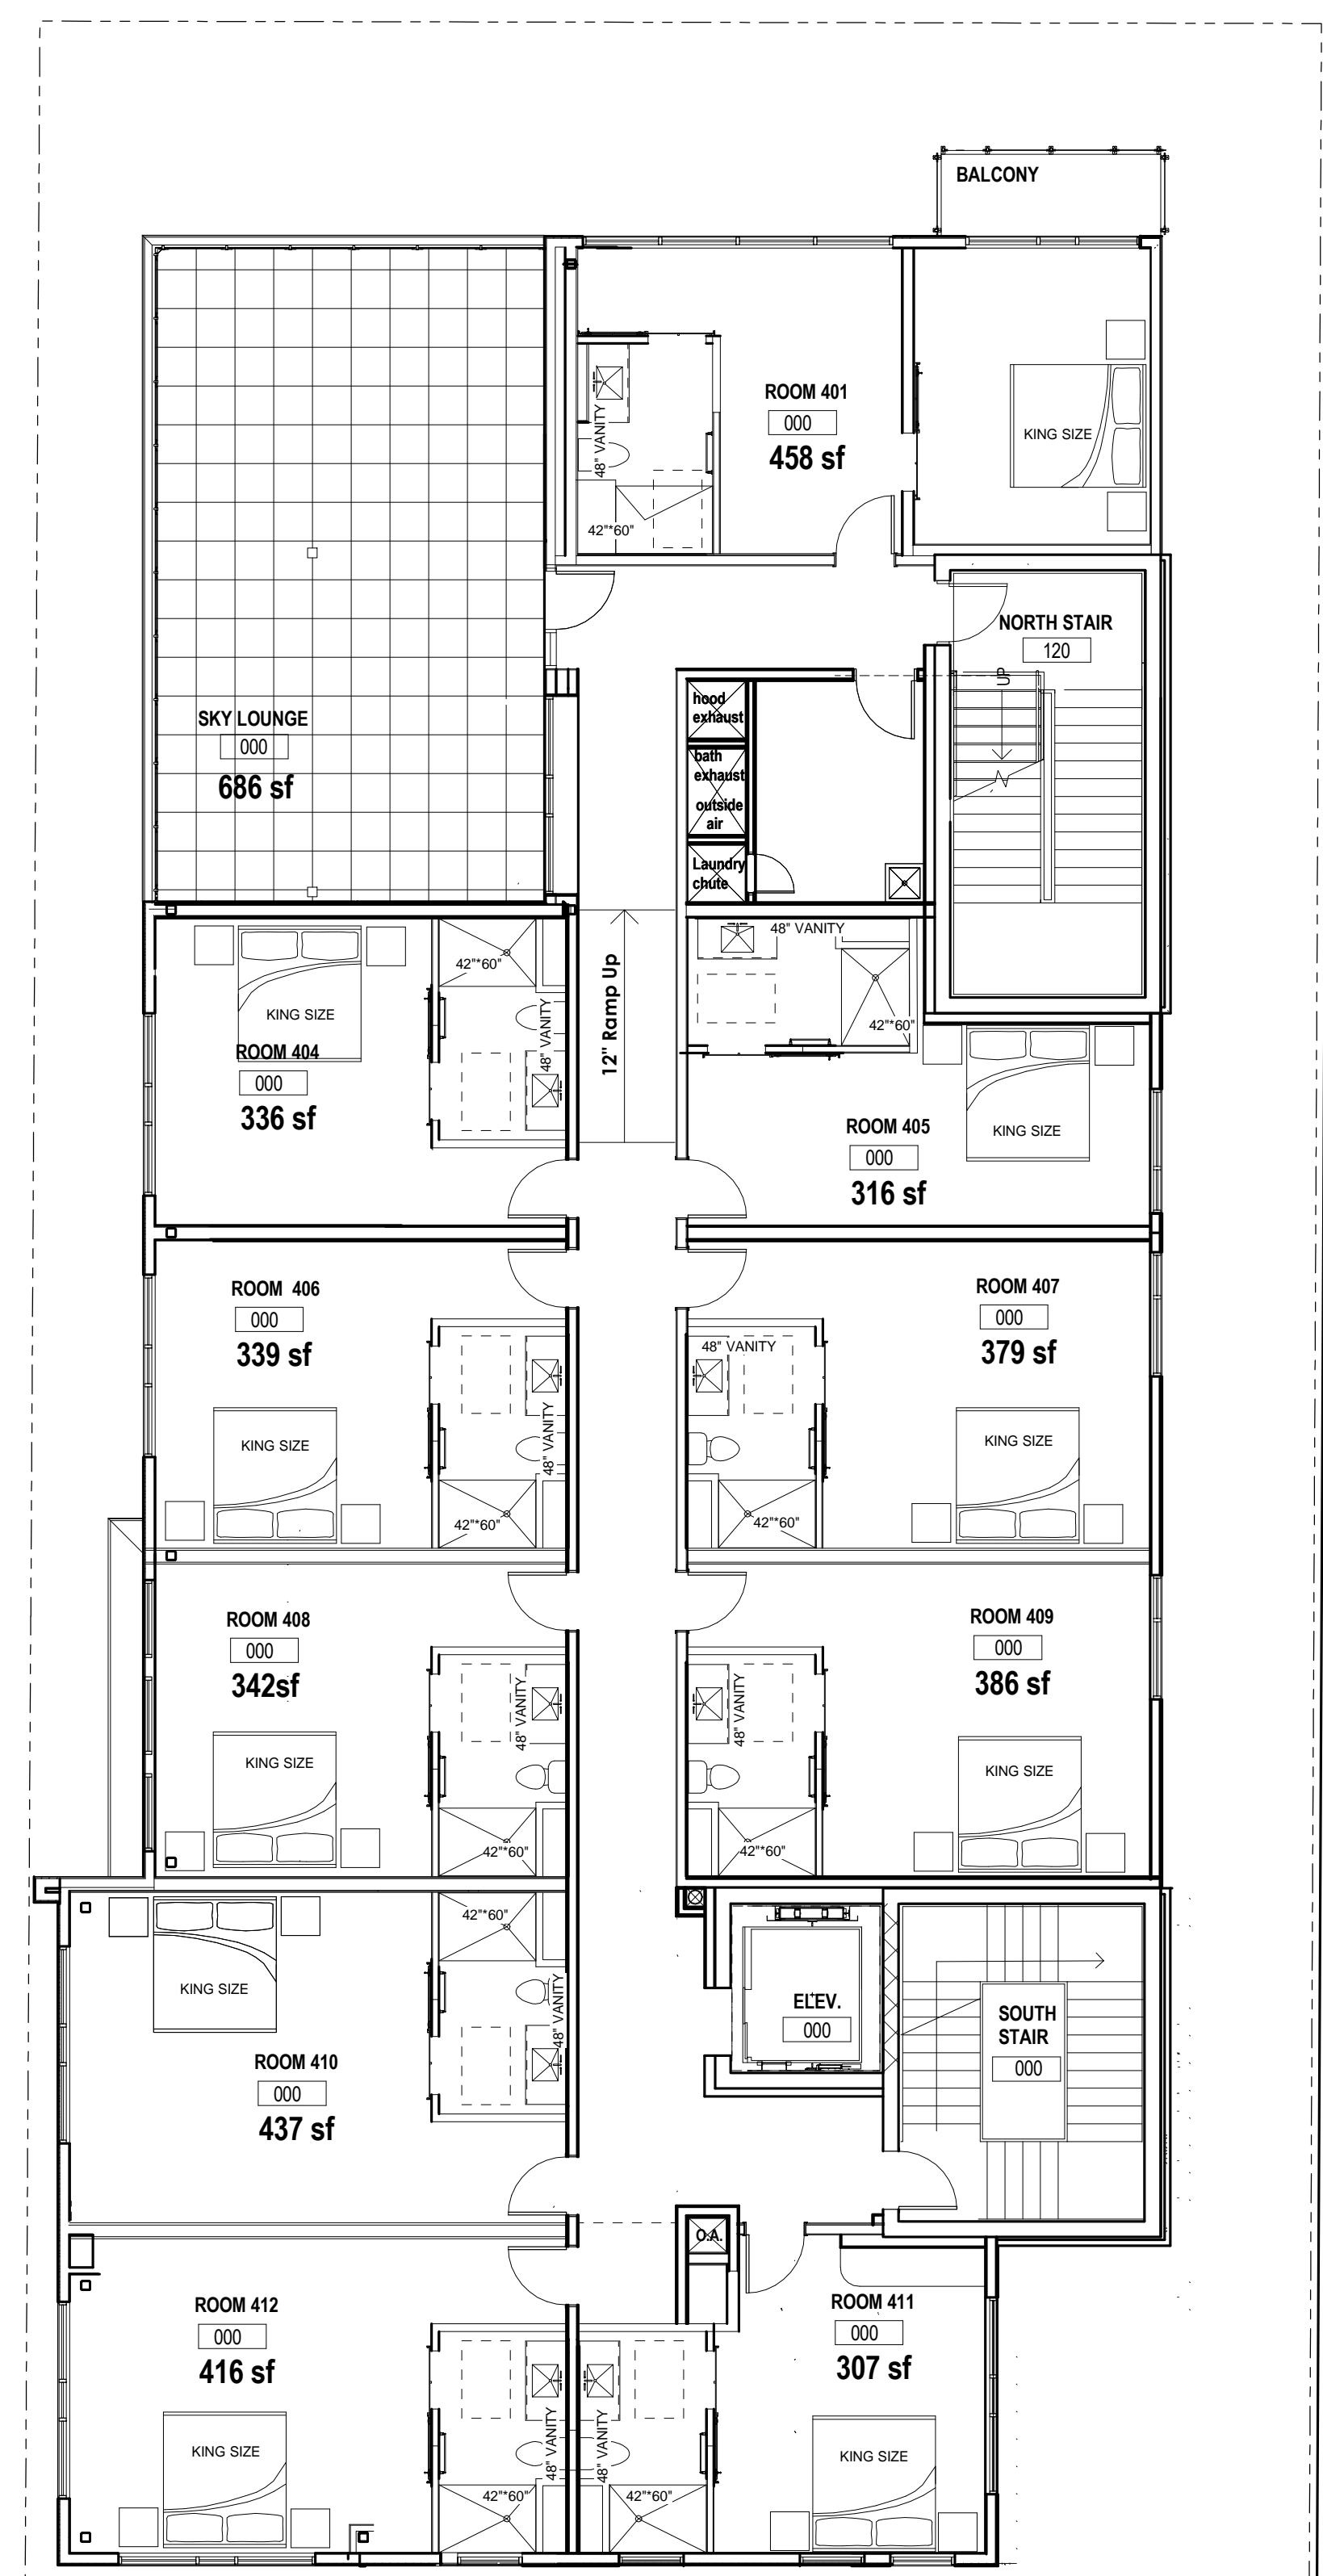 BALCONY
ROOM 401
000
458 sf
KING SIZE
48" VANITY
42"*60"
NORTH STAIR
120
UP
hood
exhaust
bath
exhaust
outside
air
Laundry
chute
SKY LOUNGE
000
686 sf
48" VANITY
42"*60"
KING SIZE
ROOM 404
000
336 sf
48" VANITY
42"*60"
12" Ramp Up
ROOM 405
000
316 sf
KING SIZE
ROOM 406
000
339 sf
KING SIZE
48" VANITY
42"*60"
ROOM 407
000
379 sf
48" VANITY
KING SIZE
42"*60"
ROOM 408
000
342sf
KING SIZE
48" VANITY
42"*60"
ROOM 409
000
386 sf
48" VANITY
KING SIZE
42"*60"
42"*60"
KING SIZE
48" VANITY
ROOM 410
000
437 sf
ELEV.
000
SOUTH
STAIR
000
O.A.
ROOM 412
000
416 sf
KING SIZE
48" VANITY
42"*60"
ROOM 411
000
307 sf
48" VANITY
KING SIZE
42"*60"